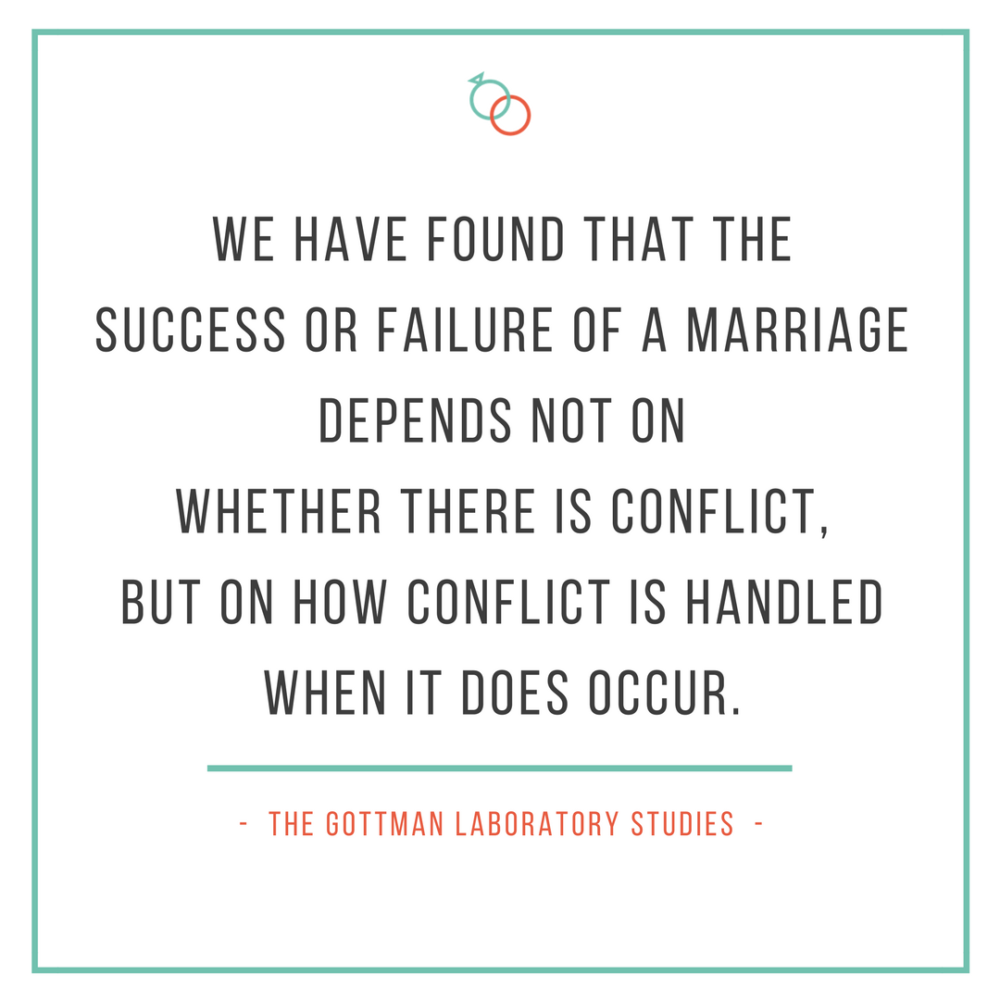 WE HAVE FOUND THAT THE
SUCCESS OR FAILURE OF A MARRIAGE
DEPENDS NOT ON
WHETHER THERE IS CONFLICT,
BUT ON HOW CONFLICT IS HANDLED
WHEN IT DOES OCCUR.
- THE GOTTMAN LABORATORY STUDIES -